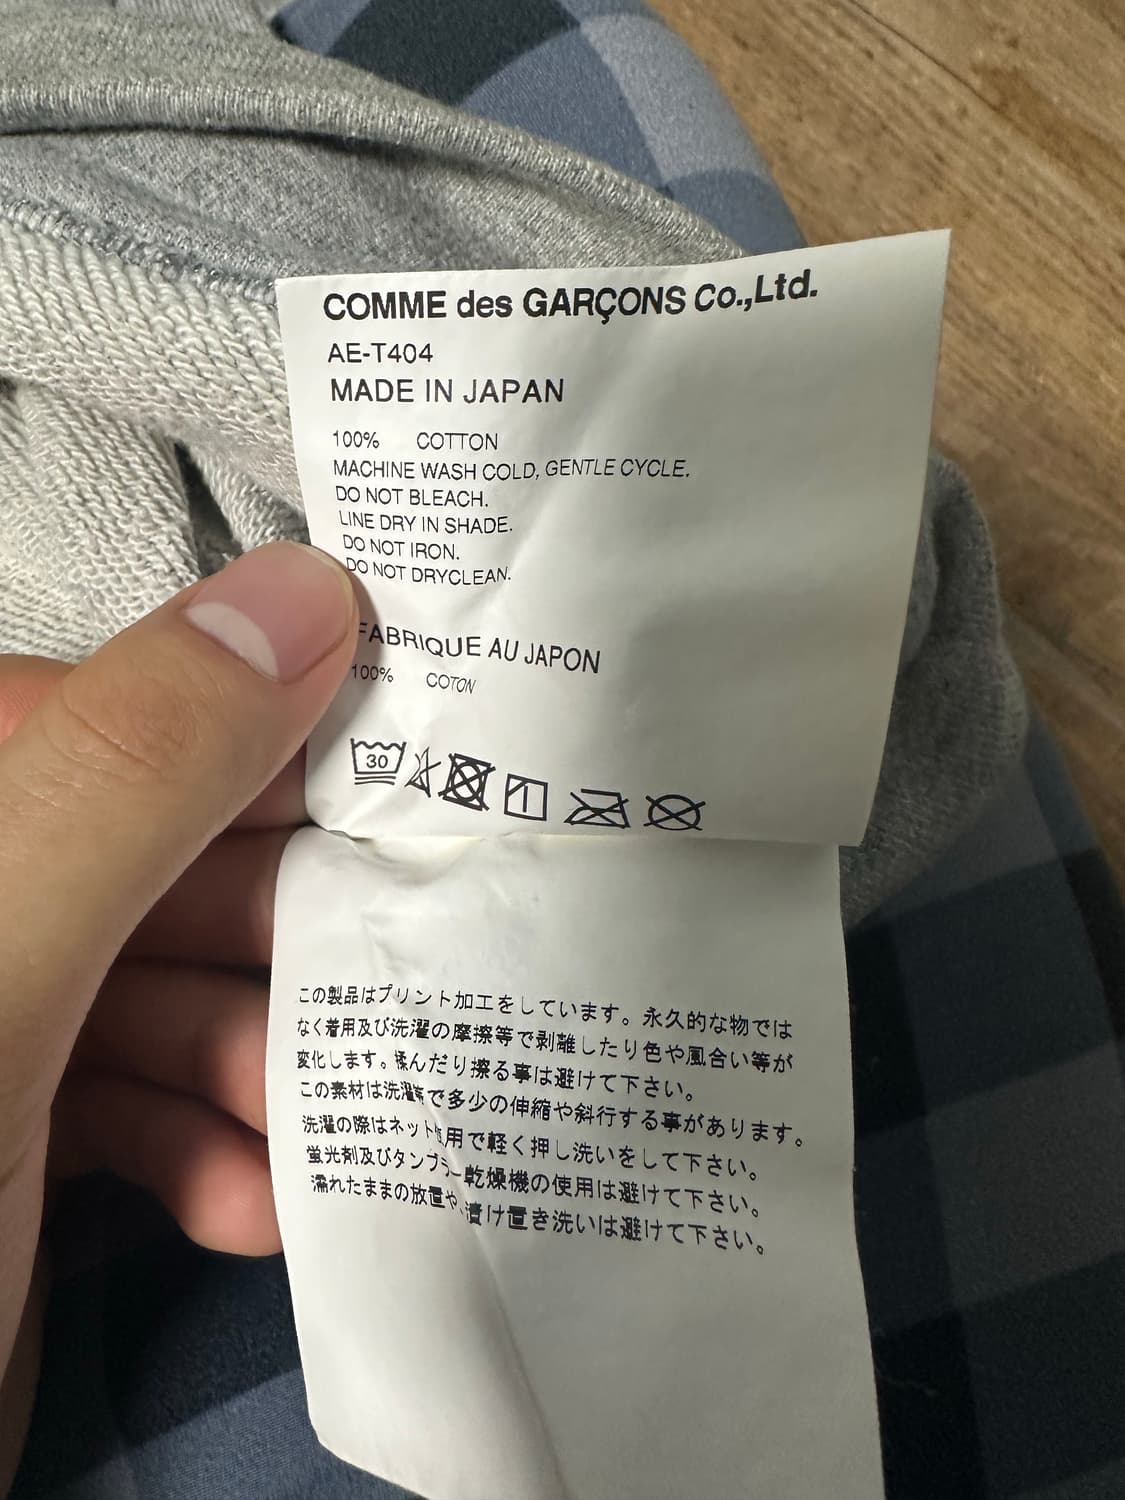 COMME des GARÇONS Co.,Ltd.
AE-T404
MADE IN JAPAN
100% COTTON
MACHINE WASH COLD, GENTLE CYCLE.
DO NOT BLEACH.
LINE DRY IN SHADE.
DO NOT IRON.
DO NOT DRYCLEAN.
FABRIQUE AU JAPON
100% COTON
30
この製品はプリント加工をしています。永久的な物では
なく着用及び洗濯の摩擦等で剥離したり色や風合い等が
変化します。揉んだり擦る事は避けて下さい。
この素材は洗濯等で多少の伸縮や斜行する事があります。
洗濯の際はネット使用で軽く押し洗いをして下さい。
蛍光剤及びタンブラー乾燥機の使用は避けて下さい。
濡れたままの放置や、漬け置き洗いは避けて下さい。